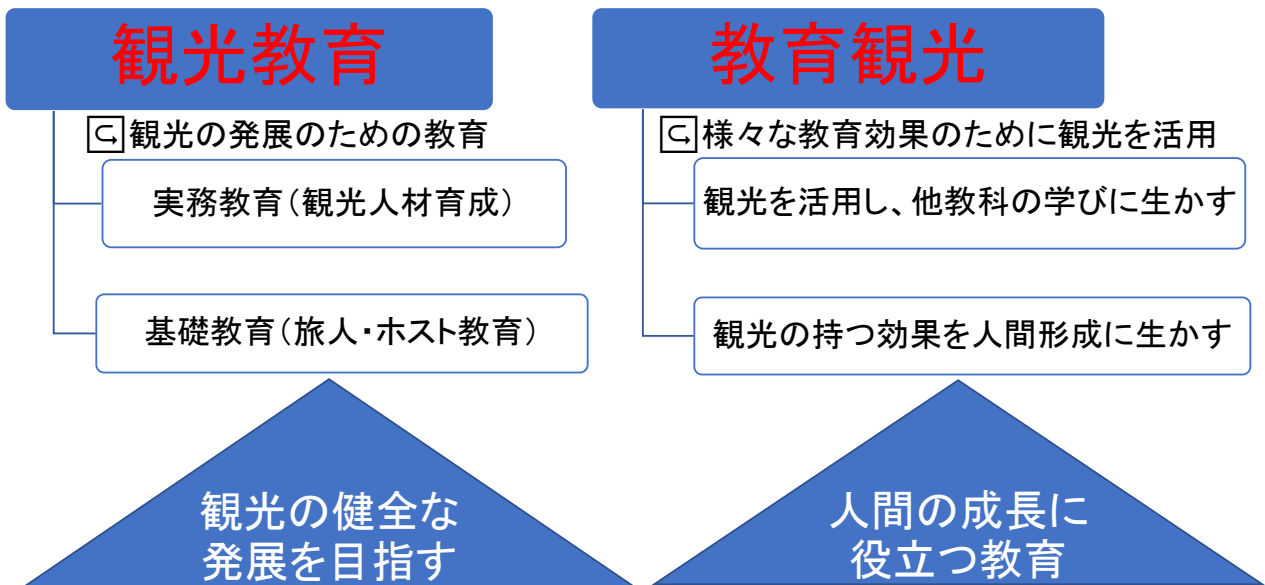 観光教育
⮎観光の発展のための教育
実務教育(観光人材育成)
基礎教育(旅人・ホスト教育)
観光の健全な
発展を目指す
教育観光
⮎様々な教育効果のために観光を活用
観光を活用し、他教科の学びに生かす
観光の持つ効果を人間形成に生かす
人間の成長に
役立つ教育